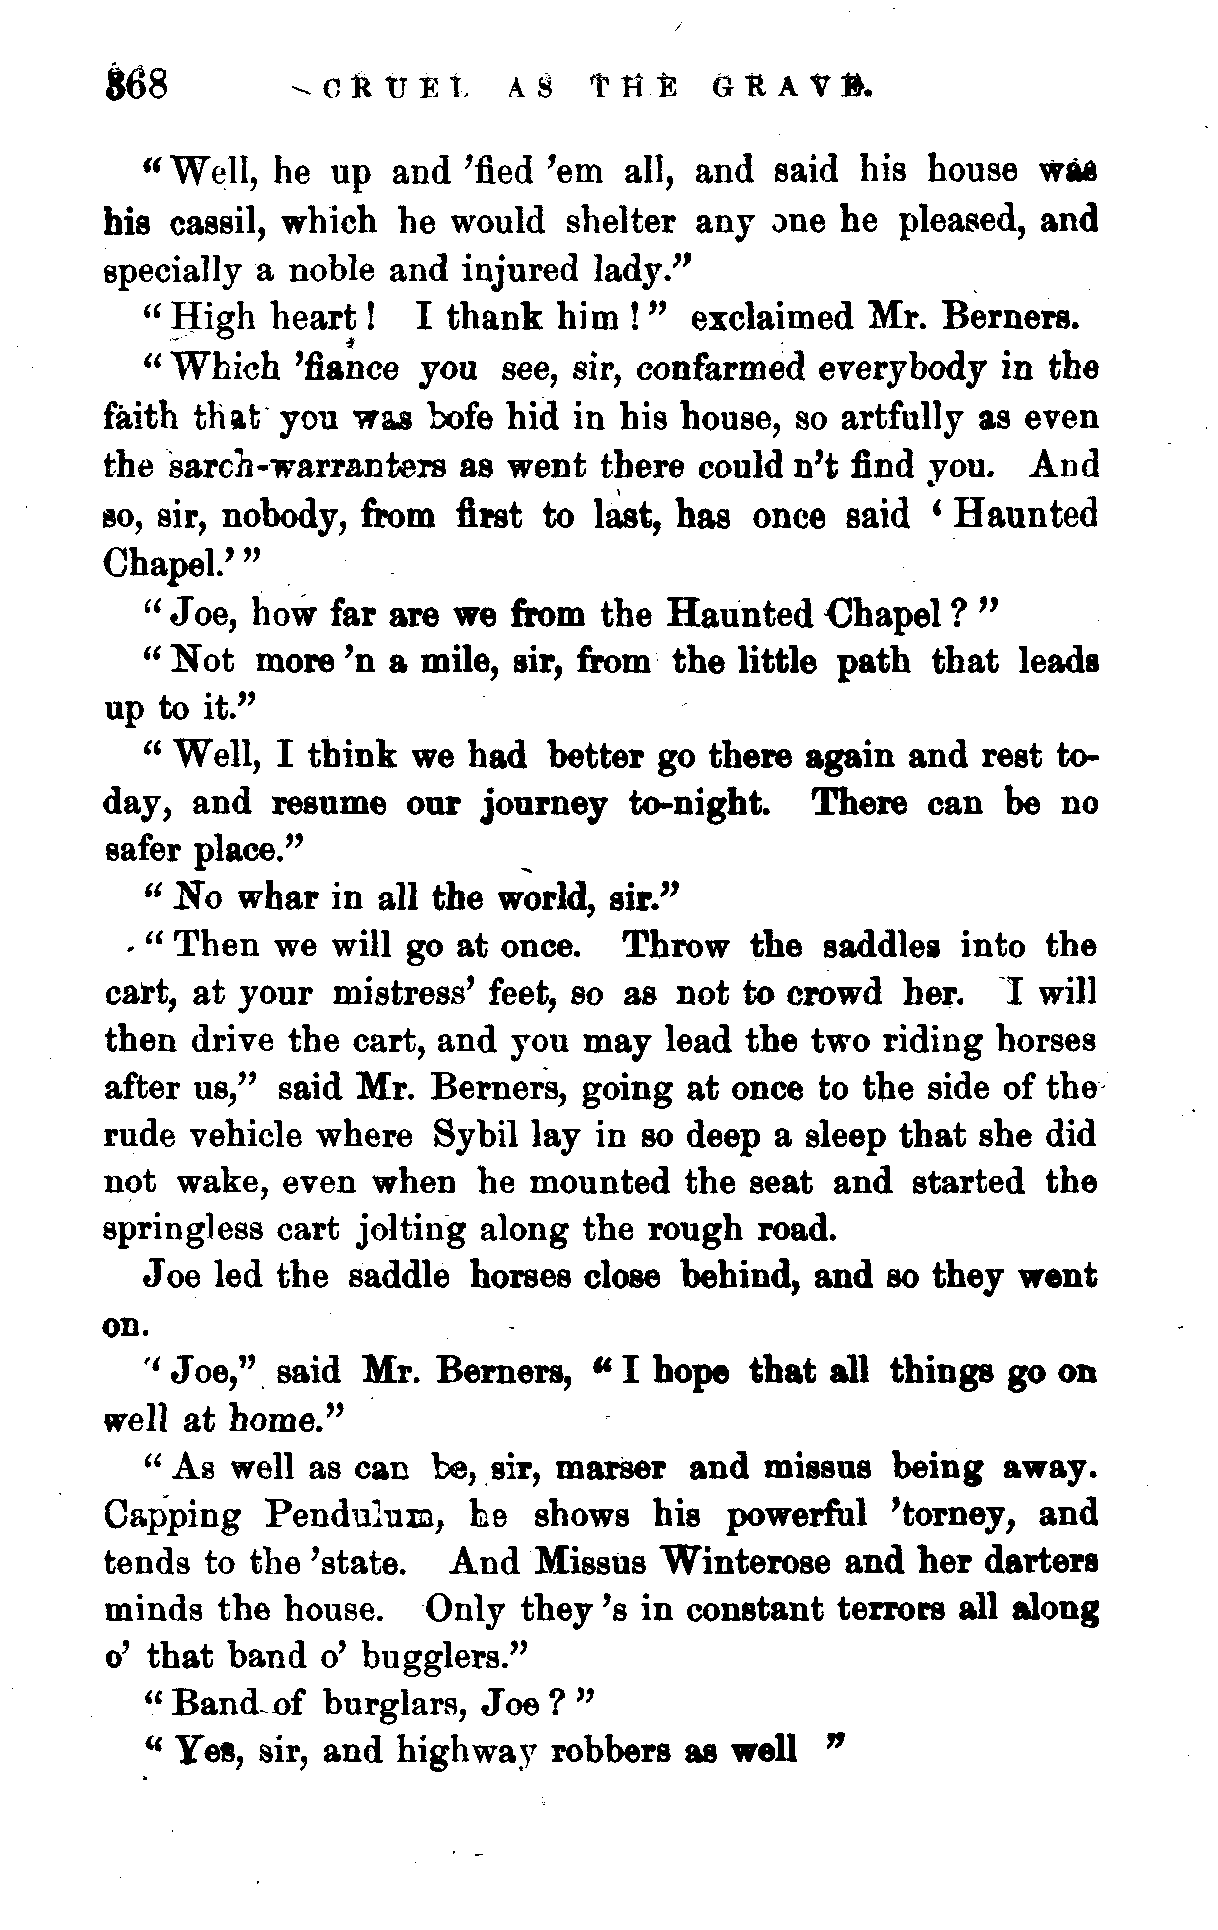 368 CRUEL AS THE GRAVE.
“Well, he up and ’fied ’em all, and said his house was
his cassil, which he would shelter any one he pleased, and
specially a noble and injured lady.”
“High heart! I thank him!” exclaimed Mr. Berners.
“Which ’fiance you see, sir, confarmed everybody in the
faith that you was bofe hid in his house, so artfully as even
the sarch-warranters as went there could n’t find you. And
so, sir, nobody, from first to last, has once said ‘Haunted
Chapel.’”
“Joe, how far are we from the Haunted Chapel?”
“Not more ’n a mile, sir, from the little path that leads
up to it.”
“Well, I think we had better go there again and rest to-
day, and resume our journey to-night. There can be no
safer place.”
“No whar in all the world, sir.”
“Then we will go at once. Throw the saddles into the
cart, at your mistress’ feet, so as not to crowd her. I will
then drive the cart, and you may lead the two riding horses
after us,” said Mr. Berners, going at once to the side of the
rude vehicle where Sybil lay in so deep a sleep that she did
not wake, even when he mounted the seat and started the
springless cart jolting along the rough road.
Joe led the saddle horses close behind, and so they went
on.
“Joe,” said Mr. Berners, “I hope that all things go on
well at home.”
“As well as can be, sir, marser and missus being away.
Capping Pendulum, he shows his powerful ’torney, and
tends to the ’state. And Missus Winterose and her darters
minds the house. Only they ’s in constant terrors all along
o’ that band o’ bugglers.”
“Band of burglars, Joe?”
“Yes, sir, and highway robbers as well ”